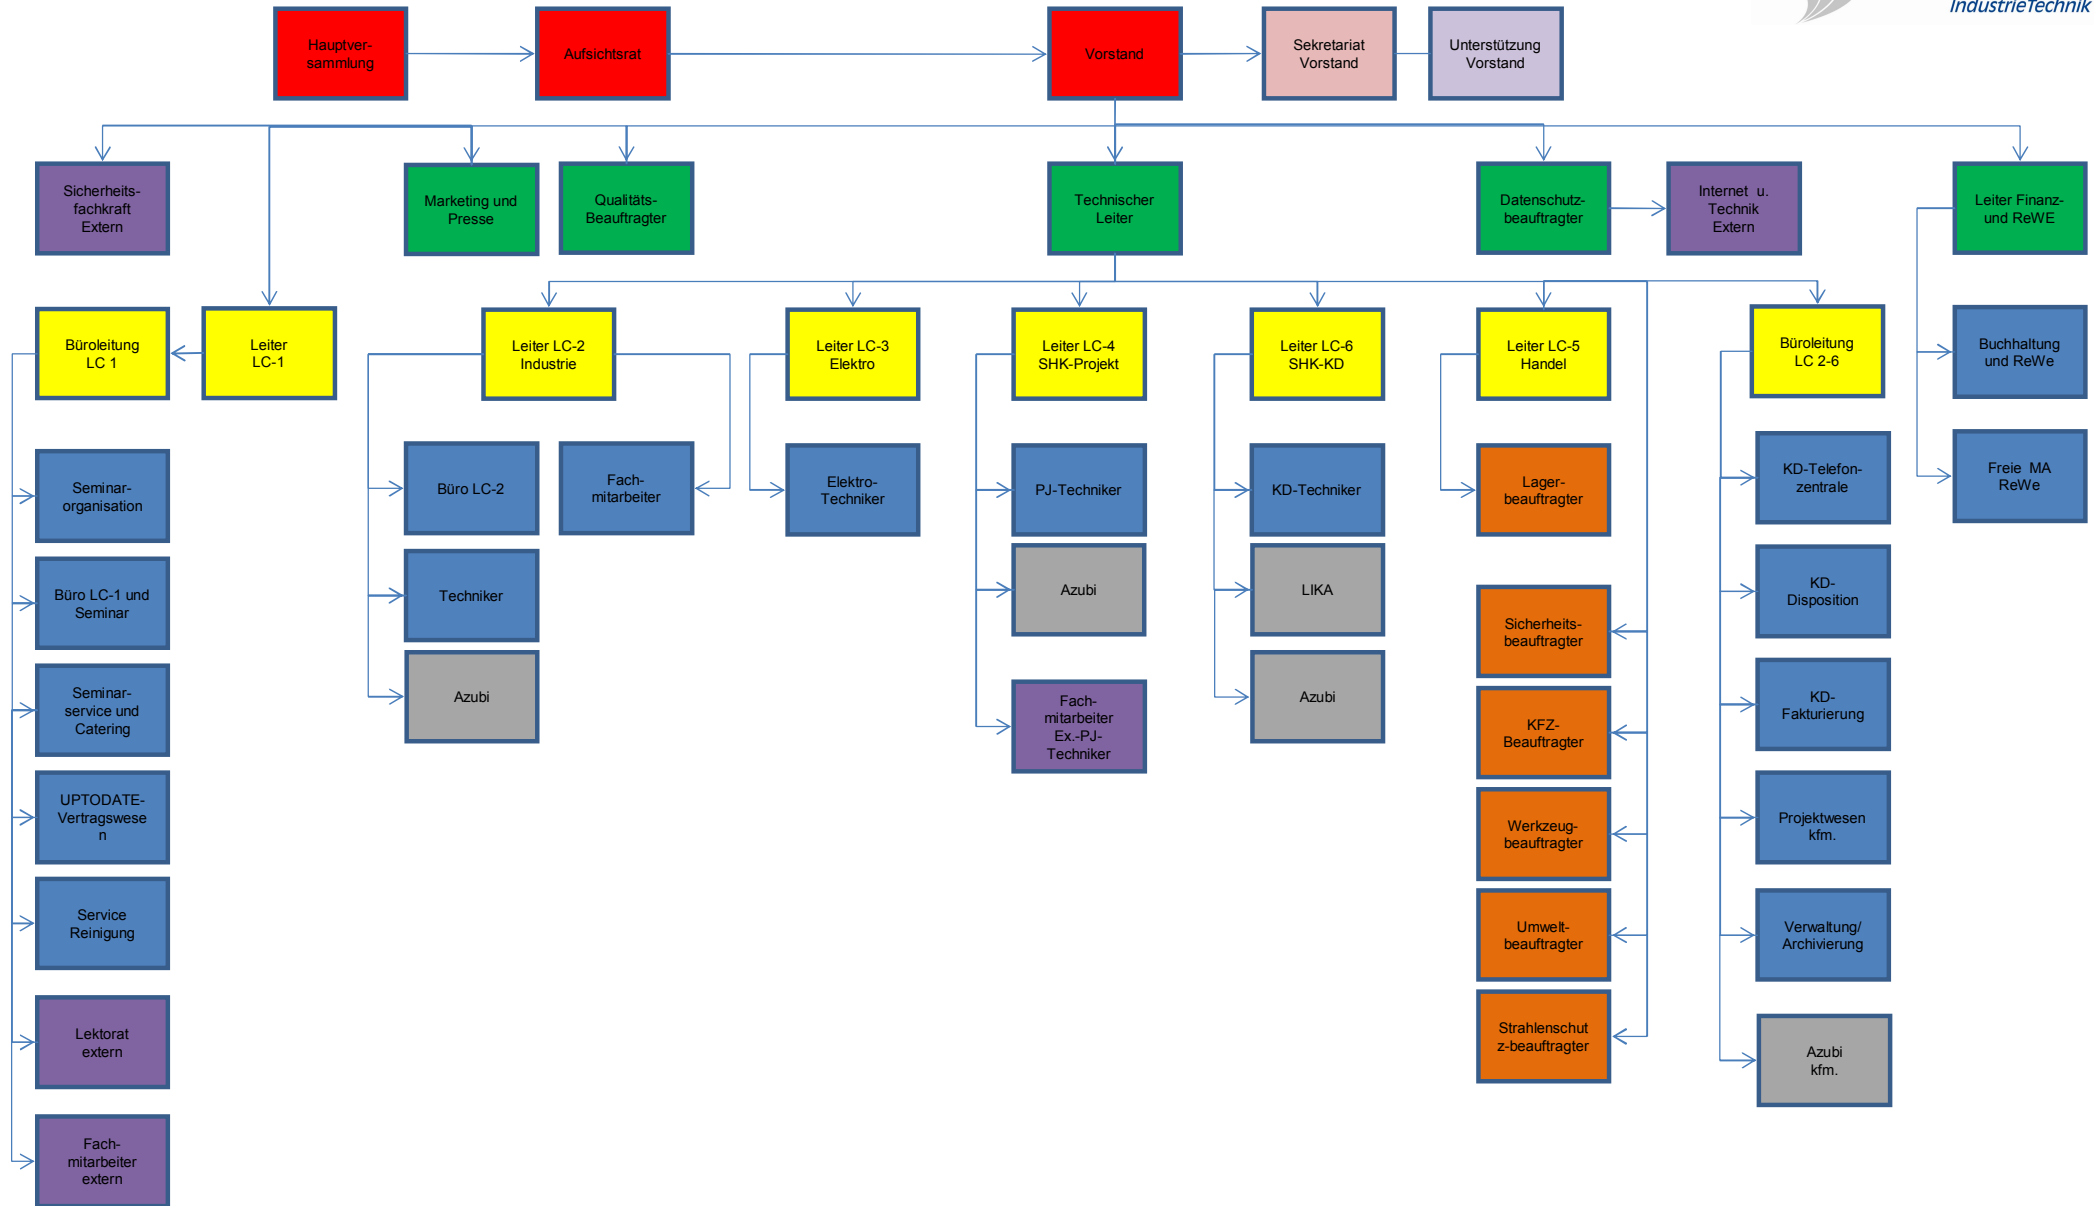 IndustrieTechnik
Hauptver-
sammlung
Aufsichtsrat
Vorstand
Sekretariat
Vorstand
Unterstützung
Vorstand
Sicherheits-
fachkraft
Extern
Marketing und
Presse
Qualitäts-
Beauftragter
Technischer
Leiter
Datenschutz-
beauftragter
Internet u.
Technik
Extern
Leiter Finanz-
und ReWE
Büroleitung
LC 1
Leiter
LC-1
Leiter LC-2
Industrie
Leiter LC-3
Elektro
Leiter LC-4
SHK-Projekt
Leiter LC-6
SHK-KD
Leiter LC-5
Handel
Büroleitung
LC 2-6
Buchhaltung
und ReWe
Seminar-
organisation
Büro LC-2
Fach-
mitarbeiter
Elektro-
Techniker
PJ-Techniker
KD-Techniker
Lager-
beauftragter
KD-Telefon-
zentrale
Freie MA
ReWe
Büro LC-1 und
Seminar
Techniker
Azubi
LIKA
Sicherheits-
beauftragter
KD-
Disposition
Seminar-
service und
Catering
Azubi
Fach-
mitarbeiter
Ex.-PJ-
Techniker
Azubi
KFZ-
Beauftragter
KD-
Fakturierung
UPTODATE-
Vertragswese
n
Werkzeug-
beauftragter
Projektwesen
kfm.
Service
Reinigung
Umwelt-
beauftragter
Verwaltung/
Archivierung
Lektorat
extern
Strahlenschut
z-beauftragter
Azubi
kfm.
Fach-
mitarbeiter
extern